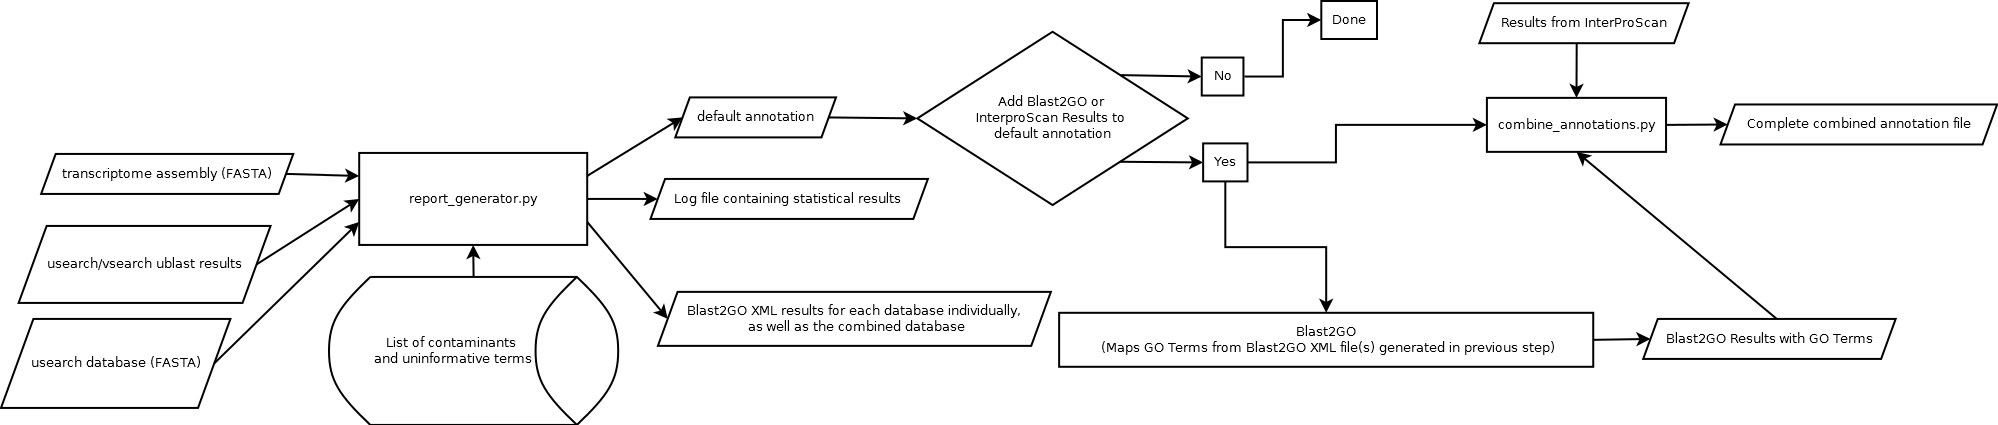 transcriptome assembly (FASTA)
usearch/vsearch ublast results
usearch database (FASTA)
report_generator.py
List of contaminants
and uninformative terms
default annotation
Log file containing statistical results
Blast2GO XML results for each database individually,
as well as the combined database
Add Blast2GO or
InterproScan Results to
default annotation
No
Done
Yes
Blast2GO
(Maps GO Terms from Blast2GO XML file(s) generated in previous step)
Blast2GO Results with GO Terms
Results from InterProScan
combine_annotations.py
Complete combined annotation file